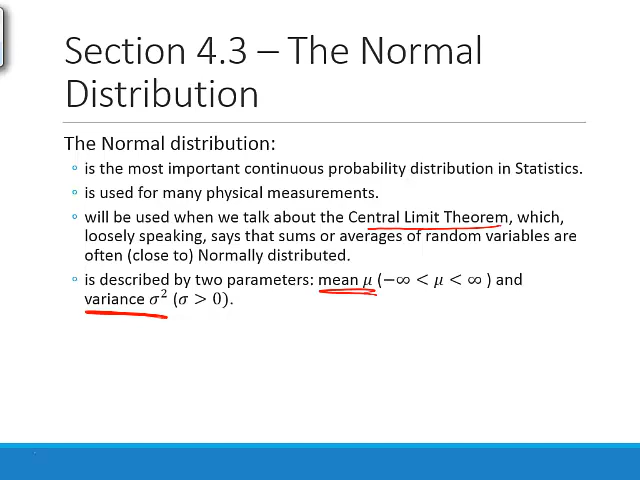 Section 4.3 – The Normal
Distribution
The Normal distribution:
◦ is the most important continuous probability distribution in Statistics.
◦ is used for many physical measurements.
◦ will be used when we talk about the Central Limit Theorem, which,
loosely speaking, says that sums or averages of random variables are
often (close to) Normally distributed.
◦ is described by two parameters: mean μ (−∞ < μ < ∞ ) and
variance σ² (σ > 0).